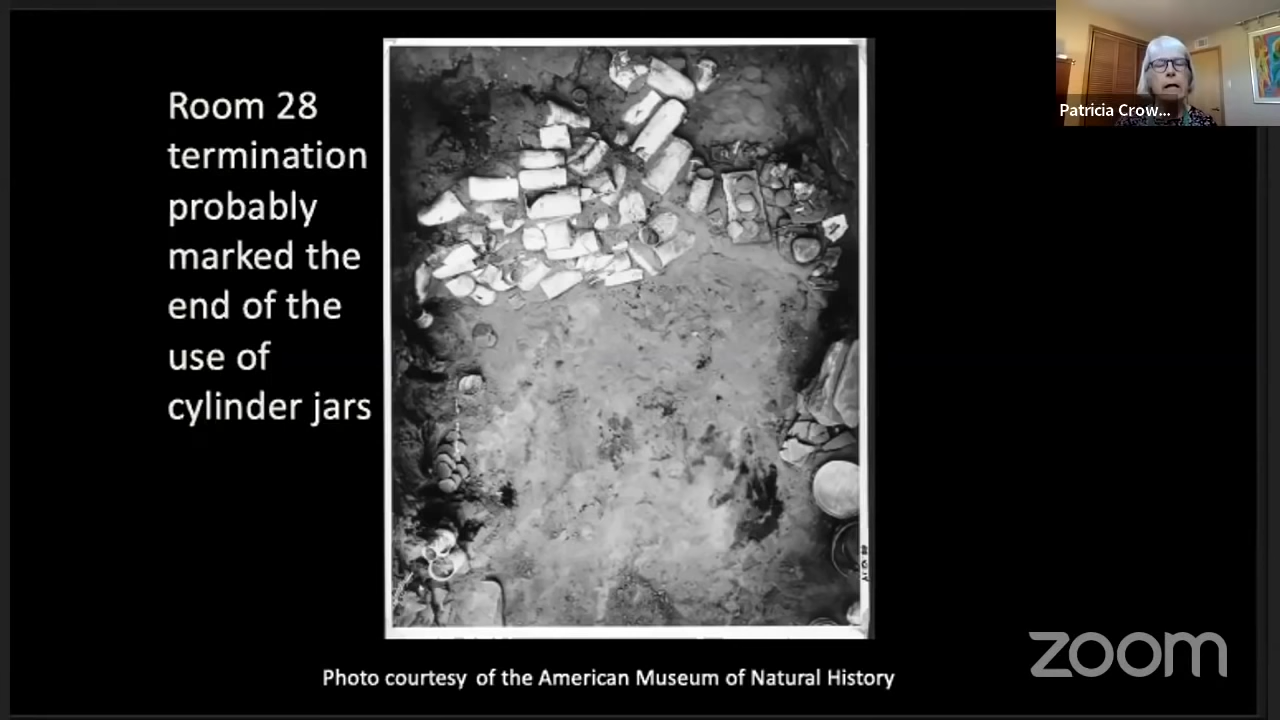 Room 28
termination
probably
marked the
end of the
use of
cylinder jars
Patricia Crow...
Photo courtesy of the American Museum of Natural History
zoom